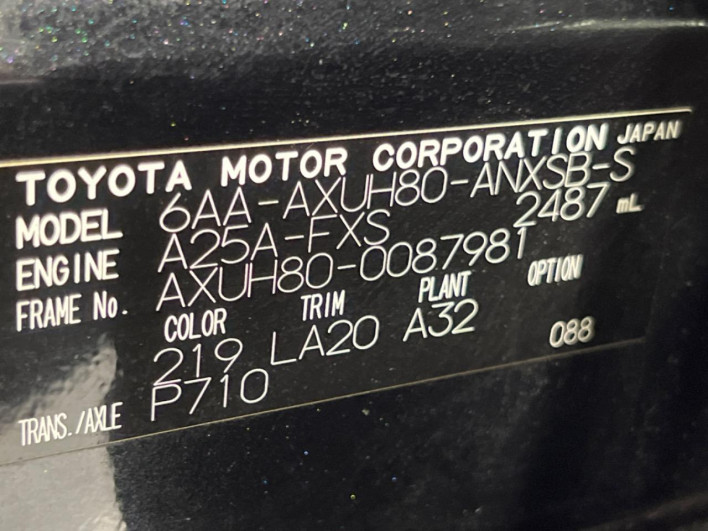 TOYOTA MOTOR CORPORATION JAPAN
MODEL 6AA-AXUH80-ANXSB-S
ENGINE A25A-FXS 2487 mL
FRAME No. AXUH80-0087981
COLOR TRIM PLANT OPTION
219 LA20 A32 088
TRANS./AXLE P710